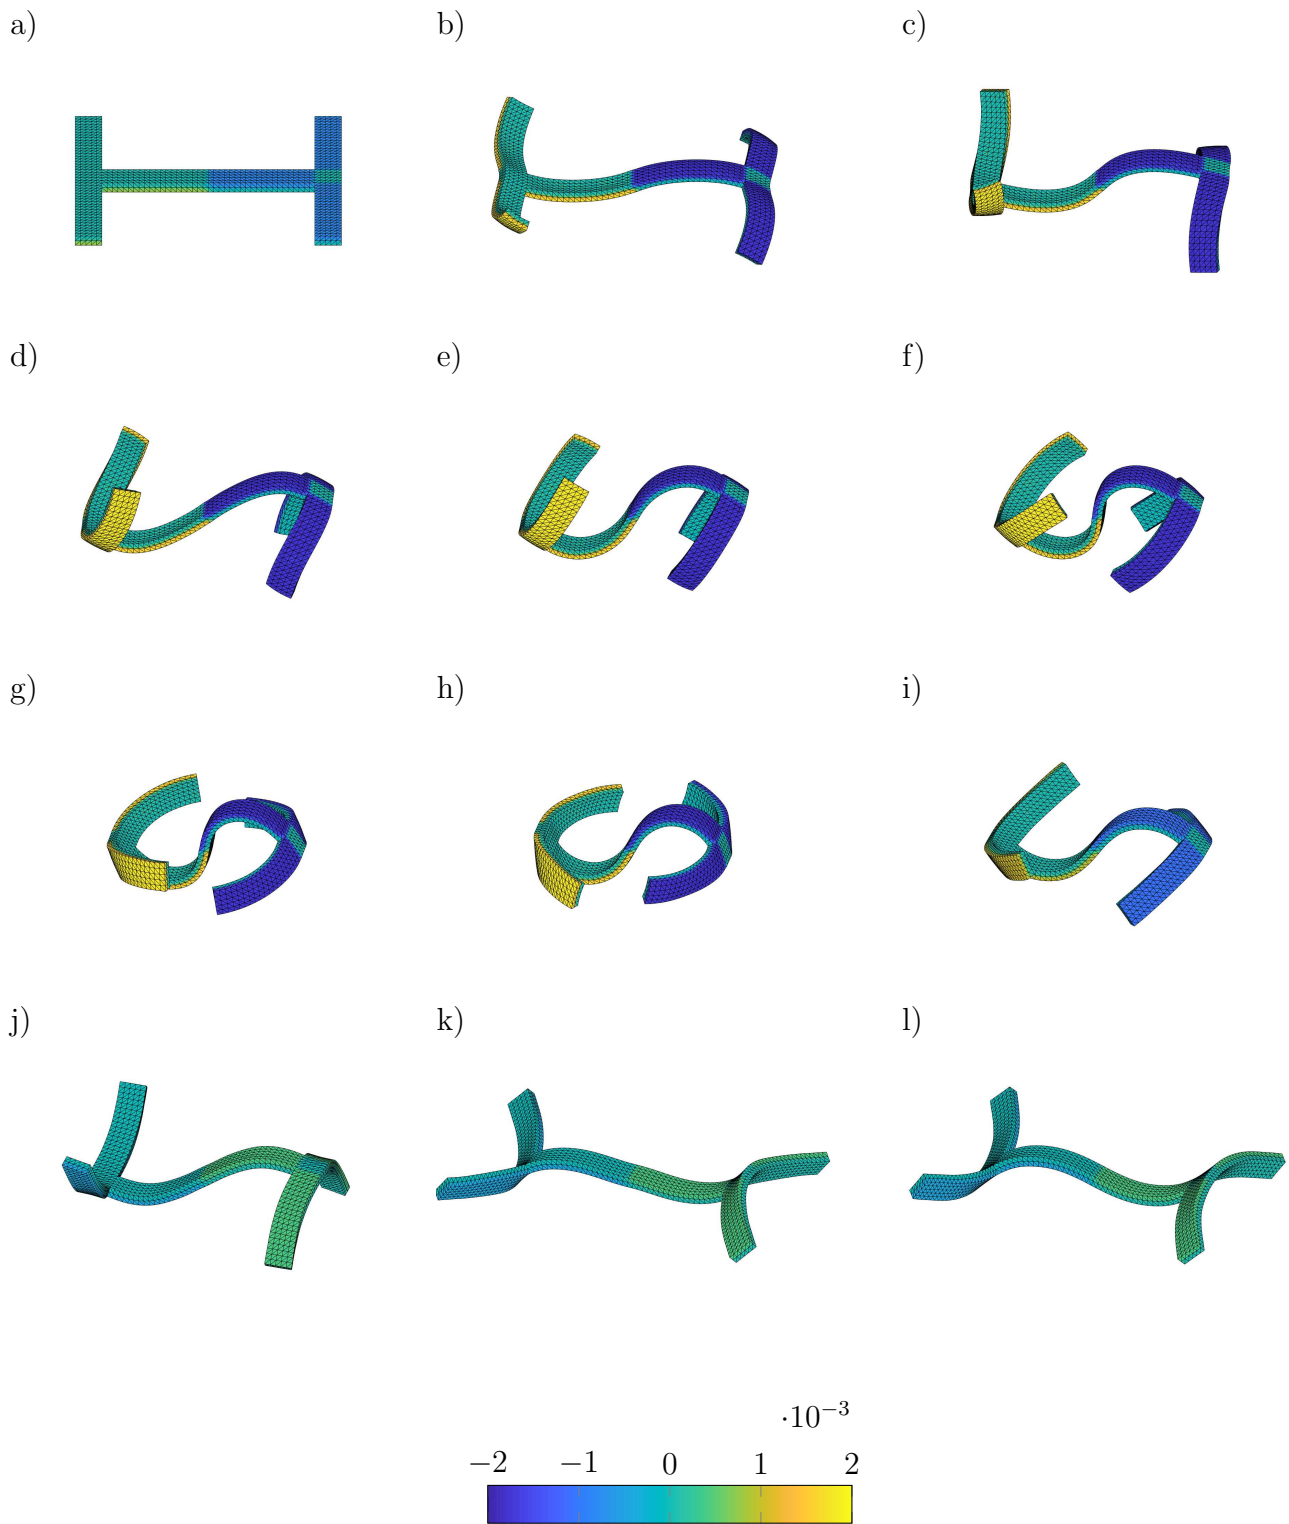 a) b) c)
d) e) f)
g) h) i)
j) k) l)
·10⁻³
−2 −1 0 1 2